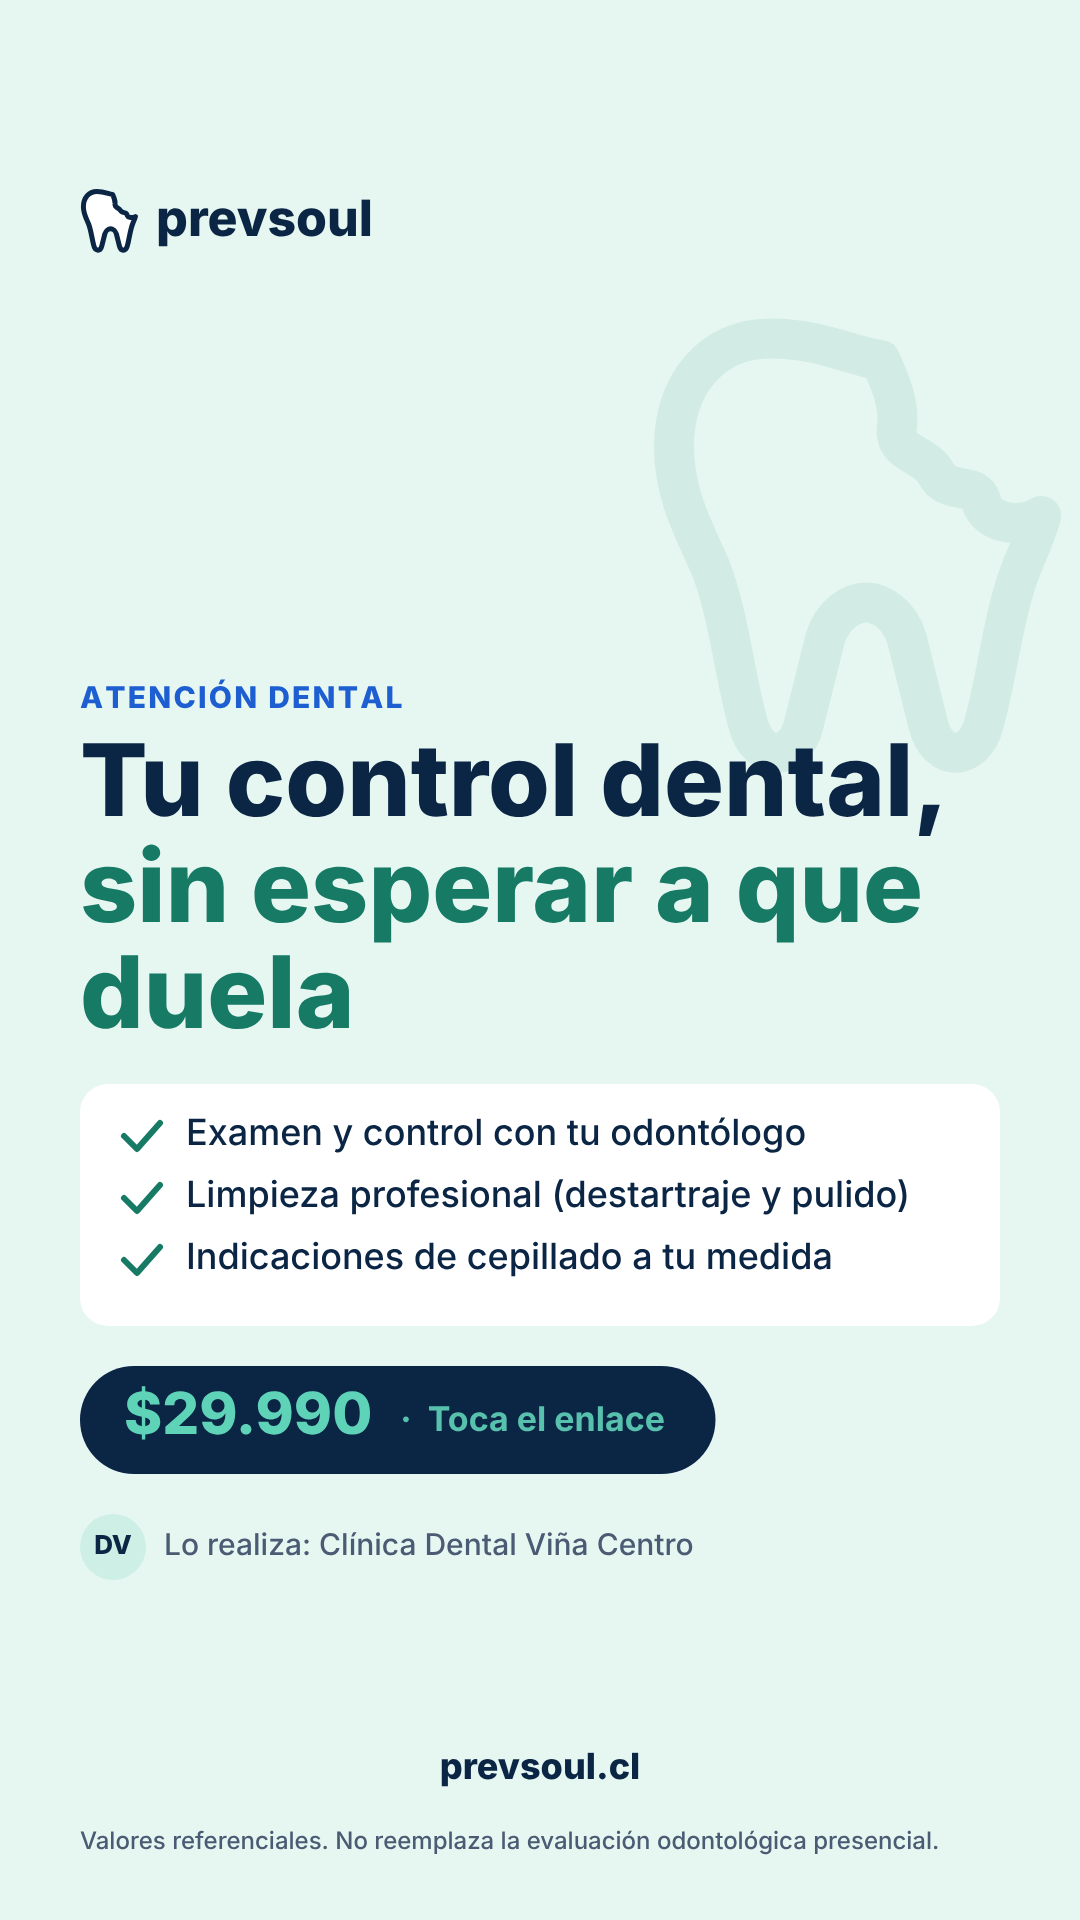 prevsoul
ATENCIÓN DENTAL
Tu control dental,
sin esperar a que
duela
Examen y control con tu odontólogo
Limpieza profesional (destartraje y pulido)
Indicaciones de cepillado a tu medida
$29.990 · Toca el enlace
DV Lo realiza: Clínica Dental Viña Centro
prevsoul.cl
Valores referenciales. No reemplaza la evaluación odontológica presencial.